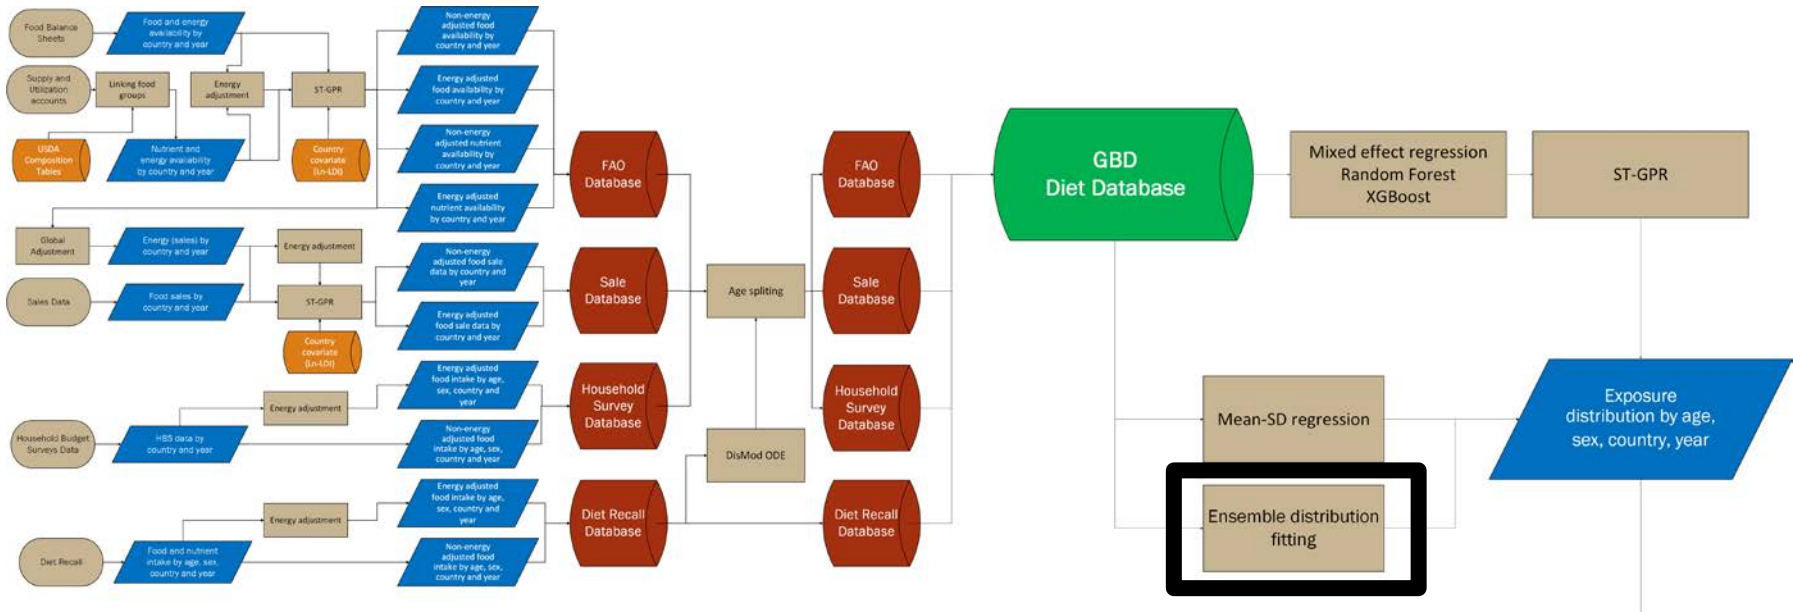 Food Balance
Sheets
Food and energy
availability by
country and year
Non-energy
adjusted food
availability by
country and year
Supply and
Utilization
accounts
Linking food
groups
Energy
adjustment
ST-GPR
Energy adjusted
food availability by
country and year
USDA
Composition
Tables
Nutrient and
energy availability
by country and year
Country
covariate
(Ln-LDI)
Non-energy
adjusted nutrient
availability by
country and year
Energy adjusted
nutrient availability
by country and year
Global
Adjustment
Energy (sales) by
country and year
Energy adjustment
Non-energy
adjusted food sale
data by country and
year
Sales Data
Food sales by
country and year
ST-GPR
Energy adjusted
food sale data by
country and year
Country
covariate
(Ln-LDI)
Energy adjusted
food intake by age,
sex, country and
year
Energy adjustment
Household Budget
Surveys Data
HBS data by
country and year
Non-energy
adjusted food
intake by age, sex,
country and year
Energy adjusted
food intake by age,
sex, country and
year
Energy adjustment
Diet Recall
Food and nutrient
intake by age, sex,
country and year
Non-energy
adjusted food
intake by age, sex,
country and year
FAO
Database
Sale
Database
Household
Survey
Database
Diet Recall
Database
Age spliting
DisMod ODE
FAO
Database
Sale
Database
Household
Survey
Database
Diet Recall
Database
GBD
Diet Database
Mixed effect regression
Random Forest
XGBoost
ST-GPR
Mean-SD regression
Ensemble distribution
fitting
Exposure
distribution by age,
sex, country, year